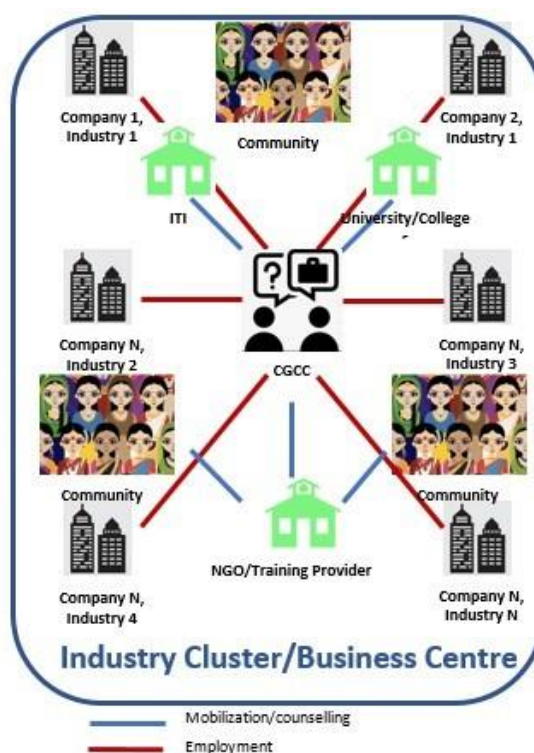 Company 1,
Industry 1
Community
Company 2,
Industry 1
ITI
University/College
?
Company N,
Industry 2
CGCC
Company N,
Industry 3
Community
Community
NGO/Training Provider
Company N,
Industry 4
Company N,
Industry N
Industry Cluster/Business Centre
Mobilization/counselling
Employment